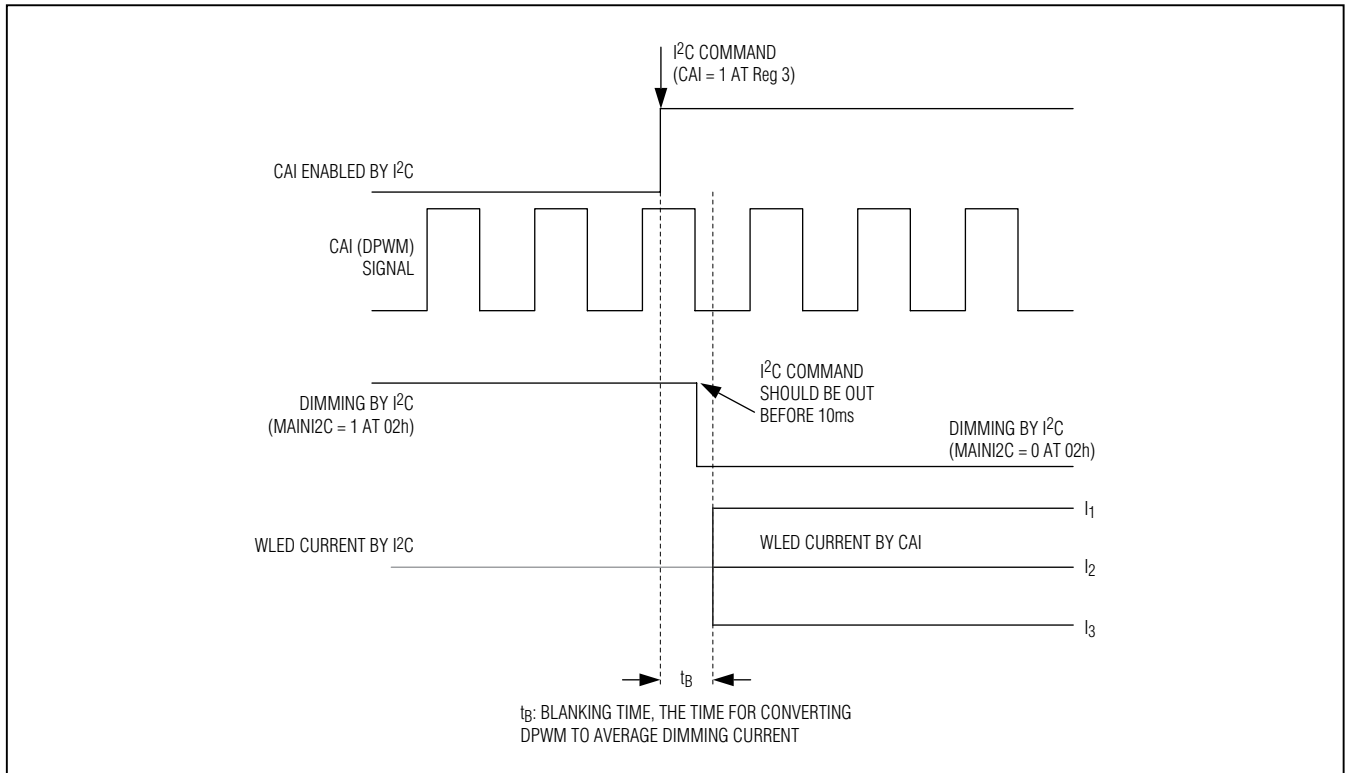 I2C COMMAND
(CAI = 1 AT Reg 3)
CAI ENABLED BY I2C
CAI (DPWM)
SIGNAL
I2C COMMAND
SHOULD BE OUT
BEFORE 10ms
DIMMING BY I2C
(MAINI2C = 1 AT 02h)
DIMMING BY I2C
(MAINI2C = 0 AT 02h)
I1
WLED CURRENT BY I2C
WLED CURRENT BY CAI
I2
I3
tB
tB: BLANKING TIME, THE TIME FOR CONVERTING
DPWM TO AVERAGE DIMMING CURRENT